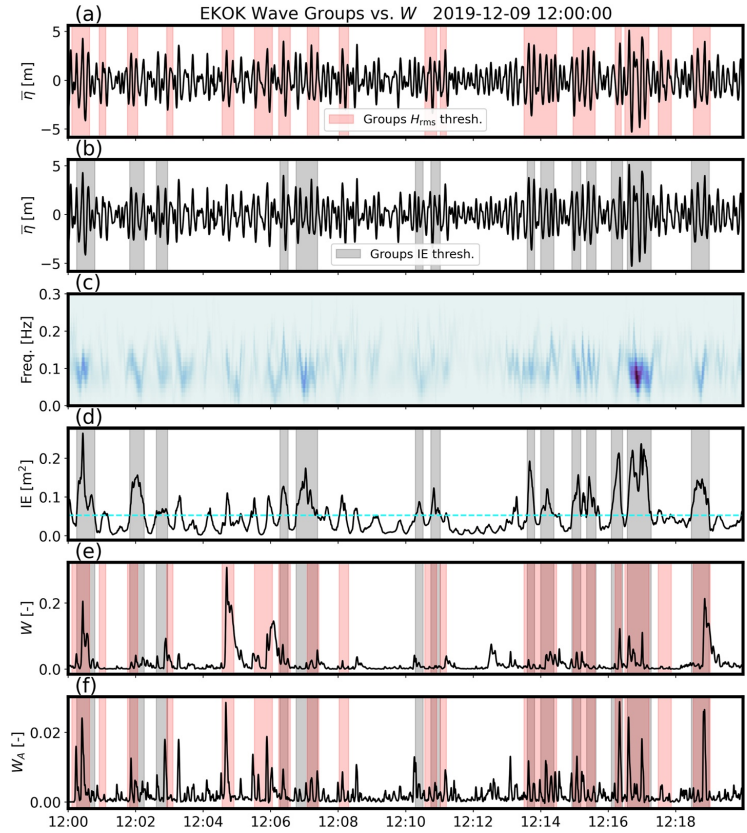 EKOK Wave Groups vs. W 2019-12-09 12:00:00
(a)
5
0
−5
η̅ [m]
Groups Hrms thresh.
(b)
5
0
−5
η̅ [m]
Groups IE thresh.
(c)
0.3
0.2
0.1
0.0
Freq. [Hz]
(d)
0.2
0.1
0.0
IE [m²]
(e)
0.2
0.0
W [-]
(f)
0.02
0.00
W_A [-]
12:00 12:02 12:04 12:06 12:08 12:10 12:12 12:14 12:16 12:18